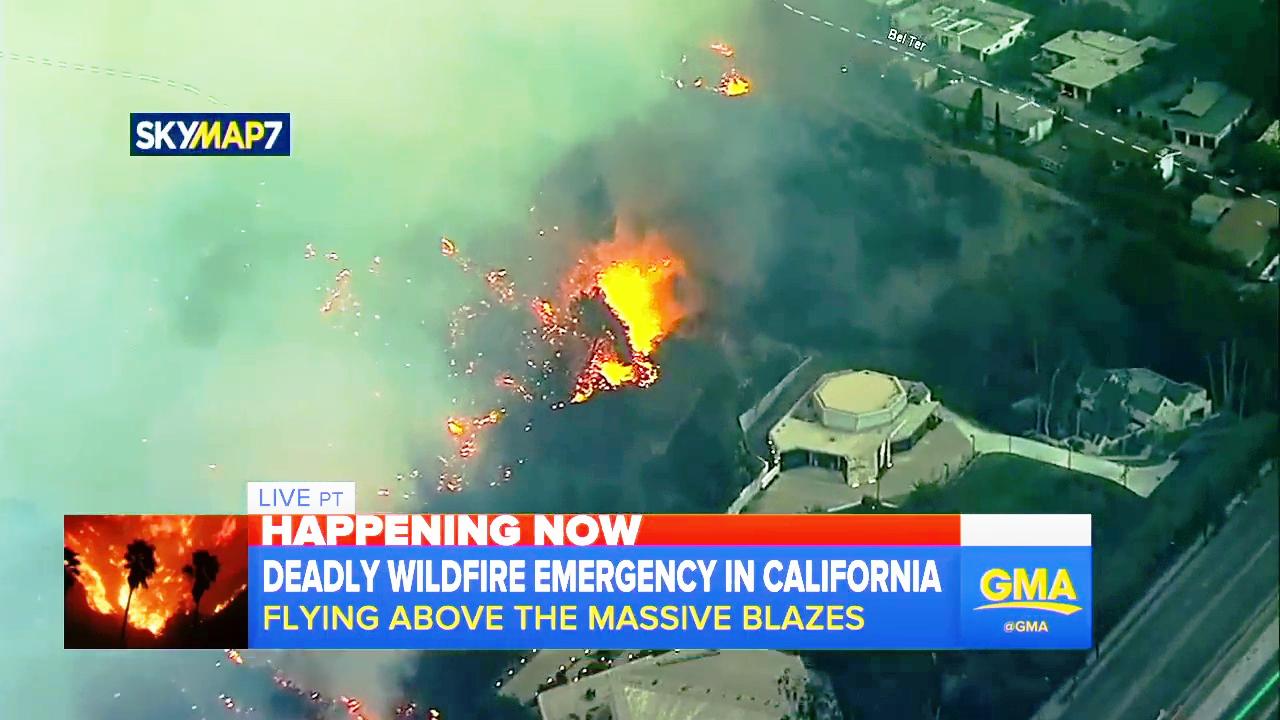 Bel Ter
SKYMAP7
LIVE PT
HAPPENING NOW
DEADLY WILDFIRE EMERGENCY IN CALIFORNIA
FLYING ABOVE THE MASSIVE BLAZES
GMA
@GMA